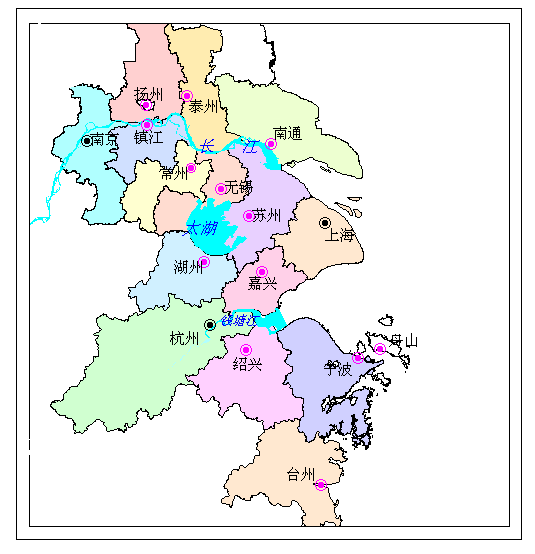 扬州
泰州
南京
镇江
长 江
南通
常州
无锡
太湖
苏州
上海
湖州
嘉兴
钱塘江
杭州
舟山
绍兴
宁波
台州